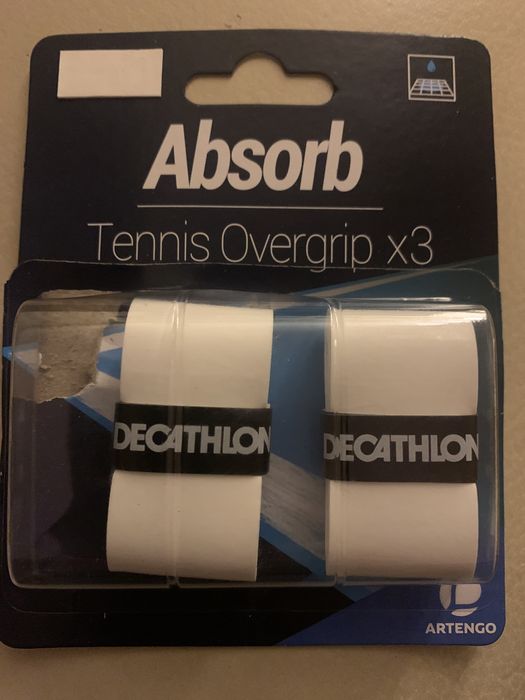 Absorb
Tennis Overgrip x3
DECATHLON
DECATHLON
ARTENGO